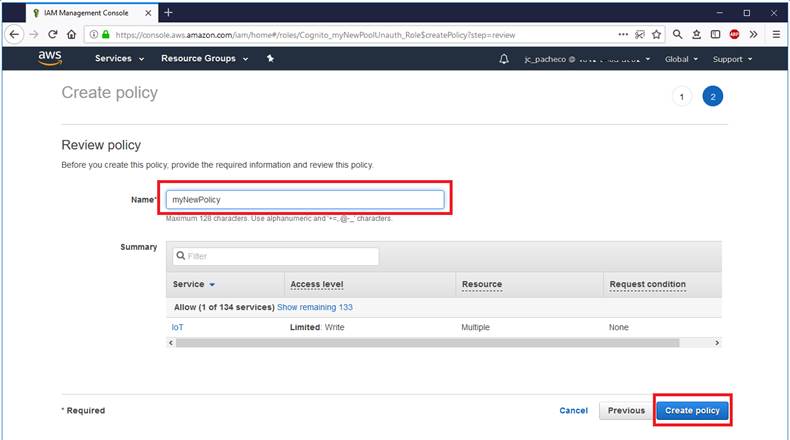 IAM Management Console
https://console.aws.amazon.com/iam/home#/roles/Cognito_myNewPoolUnauth_Role$createPolicy?step=review
aws Services Resource Groups jc_pacheco @ Global Support
Create policy 1 2
Review policy
Before you create this policy, provide the required information and review this policy.
Name* myNewPolicy
Maximum 128 characters. Use alphanumeric and '+=,.@-_' characters.
Summary Filter
Service Access level Resource Request condition
Allow (1 of 134 services) Show remaining 133
IoT Limited: Write Multiple None
* Required Cancel Previous Create policy